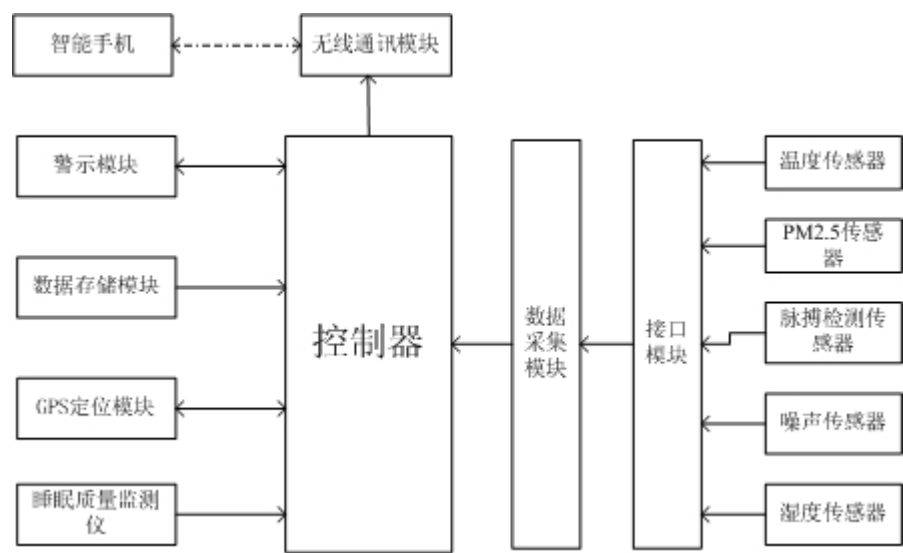 智能手机
无线通讯模块
警示模块
数据存储模块
GPS定位模块
睡眠质量监测
仪
控制器
数据
采集
模块
接口
模块
温度传感器
PM2.5传感
器
脉搏检测传
感器
噪声传感器
湿度传感器